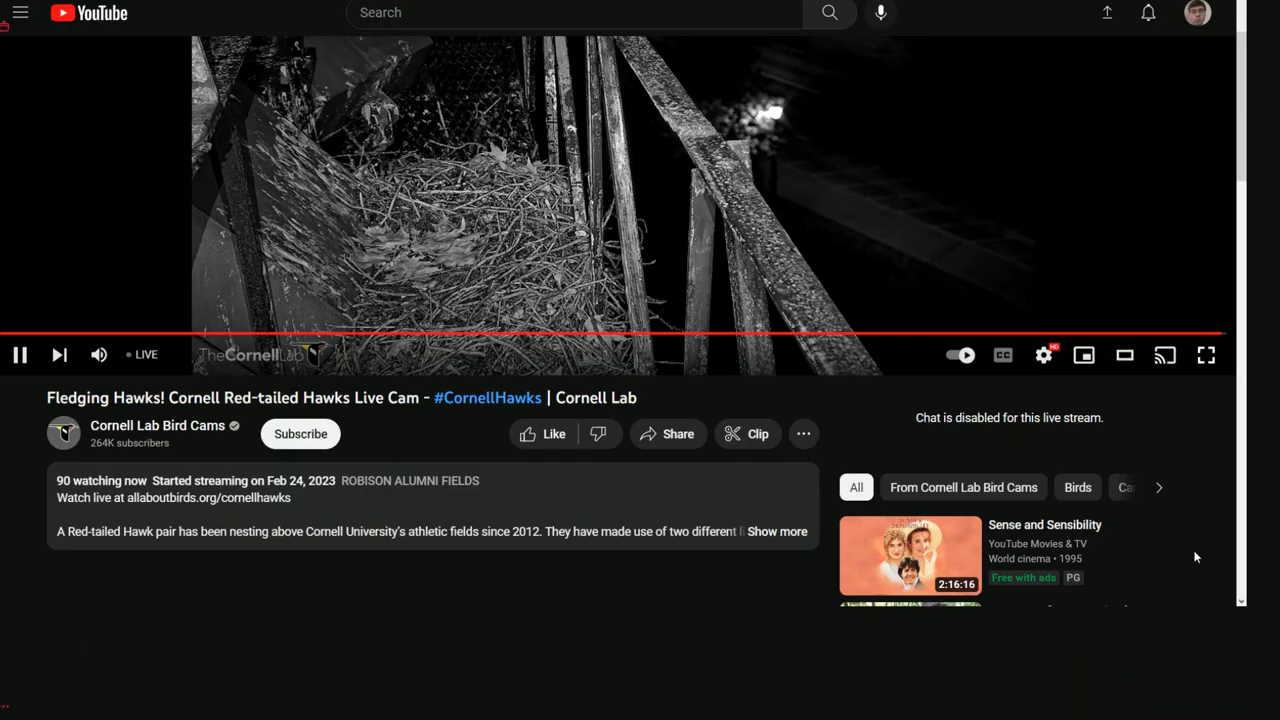 YouTube
Search
LIVE
TheCornellLab
HD
CC
Fledging Hawks! Cornell Red-tailed Hawks Live Cam - #CornellHawks | Cornell Lab
Cornell Lab Bird Cams
264K subscribers
Subscribe
Like
Share
Clip
Chat is disabled for this live stream.
90 watching now Started streaming on Feb 24, 2023 ROBISON ALUMNI FIELDS
Watch live at allaboutbirds.org/cornellhawks
A Red-tailed Hawk pair has been nesting above Cornell University's athletic fields since 2012. They have made use of two different Show more
All
From Cornell Lab Bird Cams
Birds
Sense and Sensibility
YouTube Movies & TV
World cinema • 1995
Free with ads PG
2:16:16